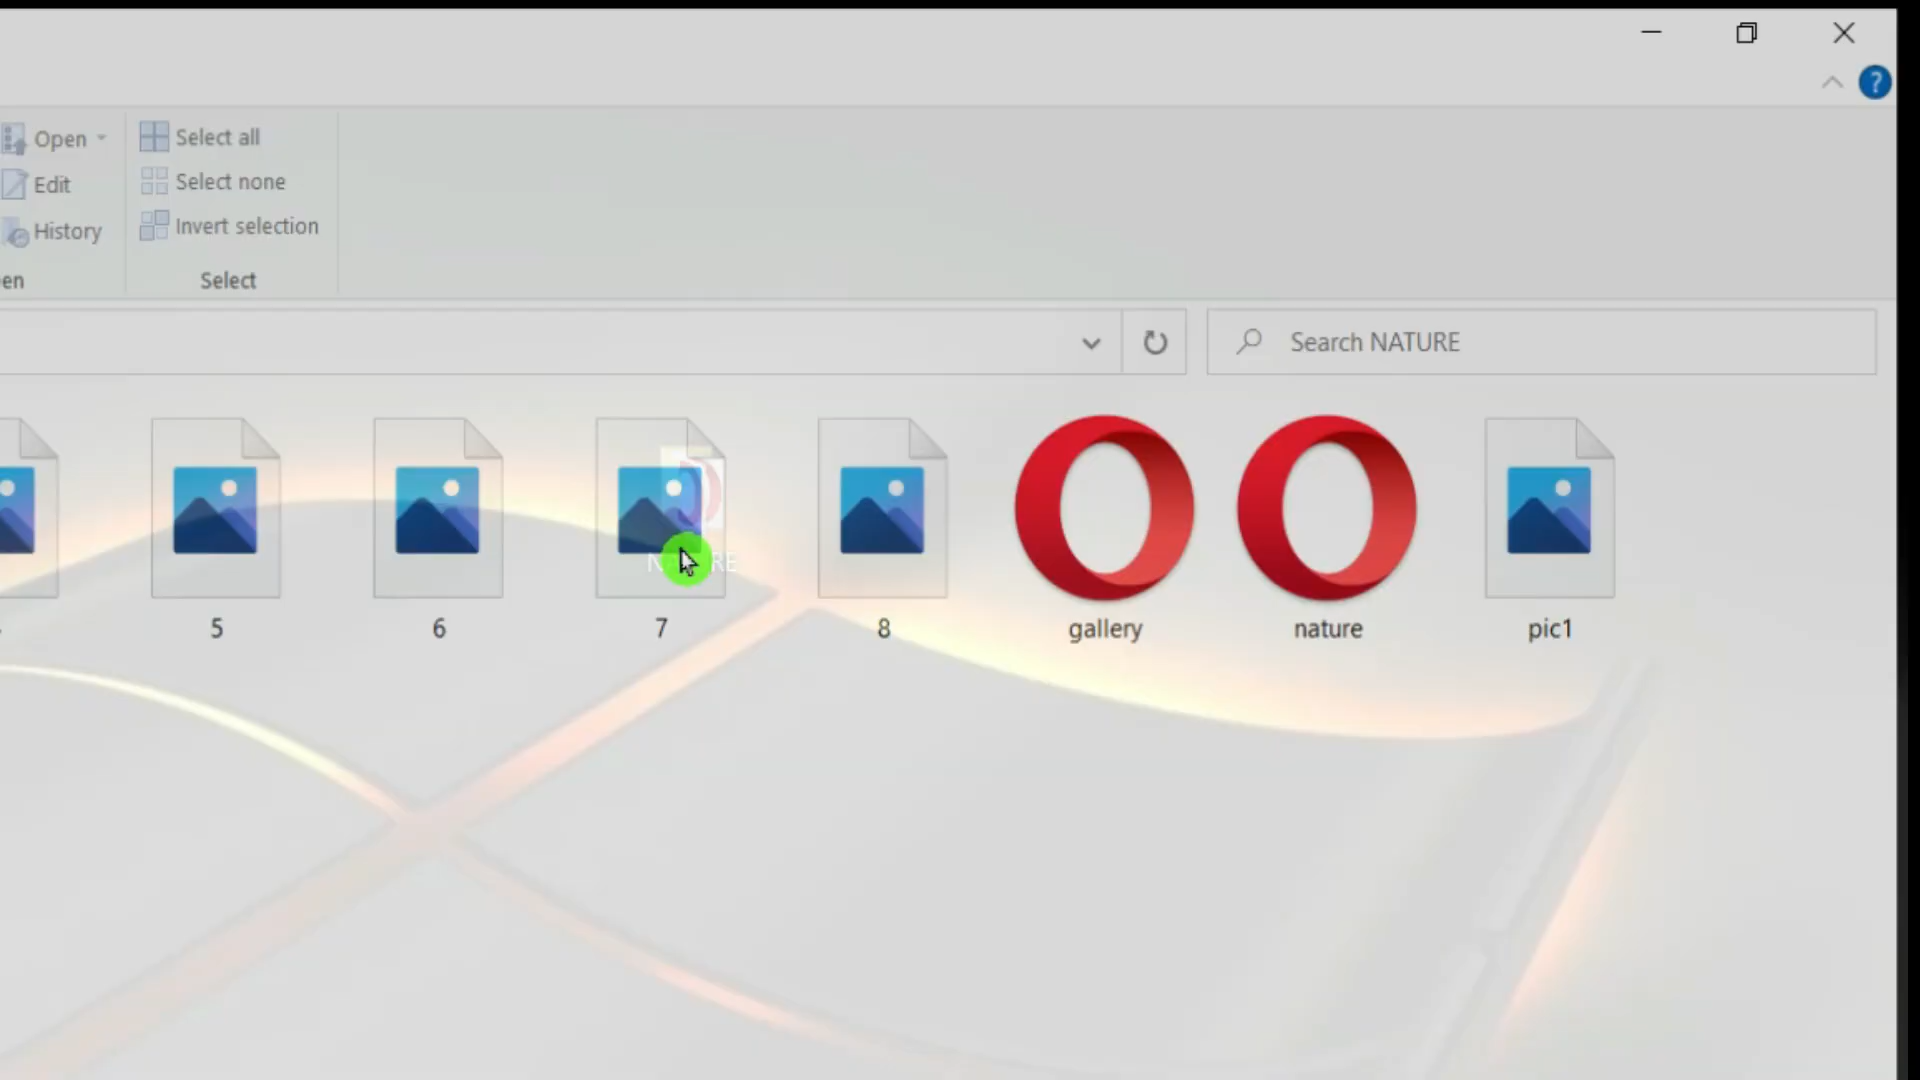 ?
Open
Select all
Edit
Select none
History
Invert selection
en
Select
Search NATURE
5
6
7
8
gallery
nature
pic1